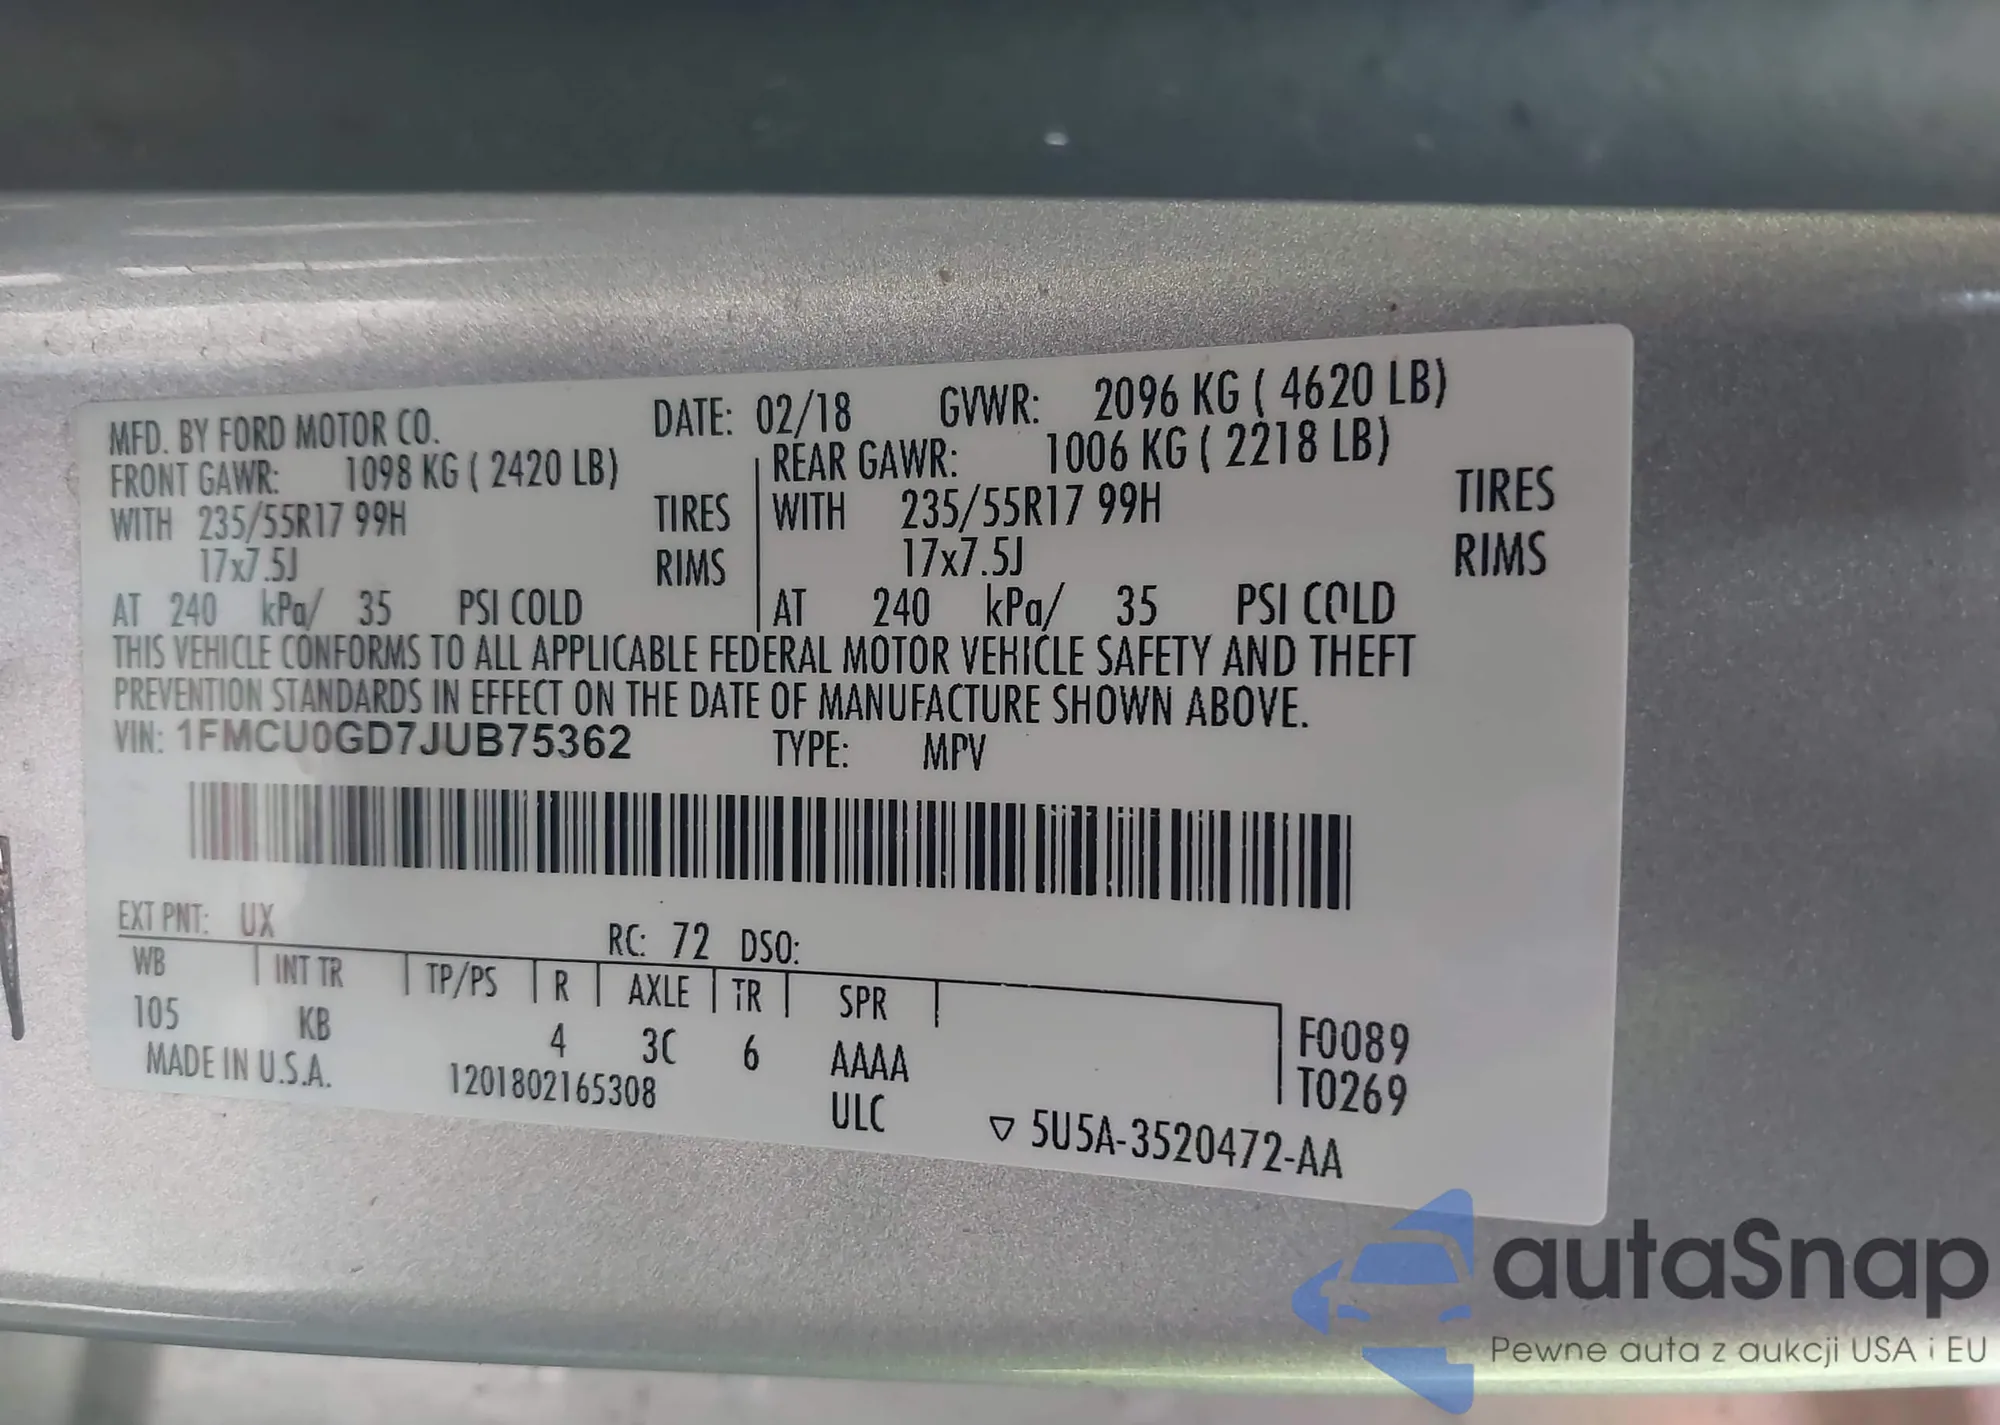 MFD. BY FORD MOTOR CO. DATE: 02/18 GVWR: 2096 KG ( 4620 LB)
FRONT GAWR: 1098 KG ( 2420 LB) REAR GAWR: 1006 KG ( 2218 LB)
WITH 235/55R17 99H TIRES WITH 235/55R17 99H TIRES
17x7.5J RIMS 17x7.5J RIMS
AT 240 kPa/ 35 PSI COLD AT 240 kPa/ 35 PSI COLD
THIS VEHICLE CONFORMS TO ALL APPLICABLE FEDERAL MOTOR VEHICLE SAFETY AND THEFT
PREVENTION STANDARDS IN EFFECT ON THE DATE OF MANUFACTURE SHOWN ABOVE.
VIN: 1FMCU0GD7JUB75362 TYPE: MPV
EXT PNT: UX RC: 72 DSO:
WB INT TR TP/PS R AXLE TR SPR
105 KB 4 3C 6 AAAA F0089
MADE IN U.S.A. 1201802165308 ULC T0269
▽ 5U5A-3520472-AA
autaSnap
Pewne auta z aukcji USA i EU